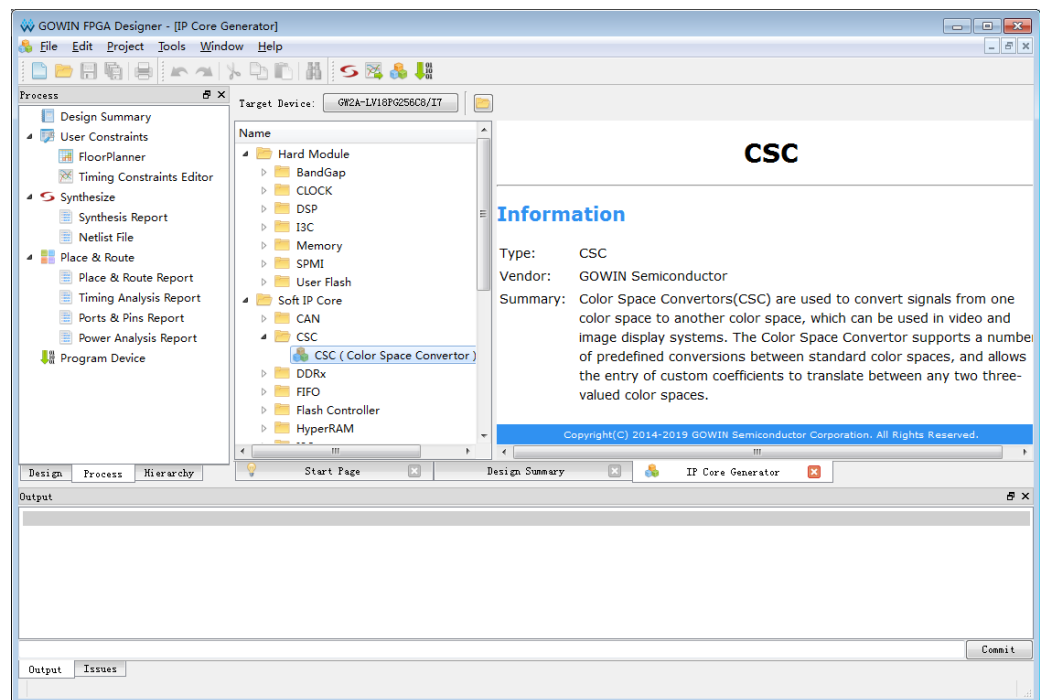 GOWIN FPGA Designer - [IP Core Generator]
File Edit Project Tools Window Help
Process
Design Summary
User Constraints
FloorPlanner
Timing Constraints Editor
Synthesize
Synthesis Report
Netlist File
Place & Route
Place & Route Report
Timing Analysis Report
Ports & Pins Report
Power Analysis Report
Program Device
Design Process Hierarchy
Target Device: GW2A-LV18PG256C8/I7
Name
Hard Module
BandGap
CLOCK
DSP
I3C
Memory
SPMI
User Flash
Soft IP Core
CAN
CSC
CSC ( Color Space Convertor )
DDRx
FIFO
Flash Controller
HyperRAM
CSC
Information
Type: CSC
Vendor: GOWIN Semiconductor
Summary: Color Space Convertors(CSC) are used to convert signals from one
color space to another color space, which can be used in video and
image display systems. The Color Space Convertor supports a number
of predefined conversions between standard color spaces, and allows
the entry of custom coefficients to translate between any two three-
valued color spaces.
Copyright(C) 2014-2019 GOWIN Semiconductor Corporation. All Rights Reserved.
Start Page Design Summary IP Core Generator
Output
Commit
Output Issues